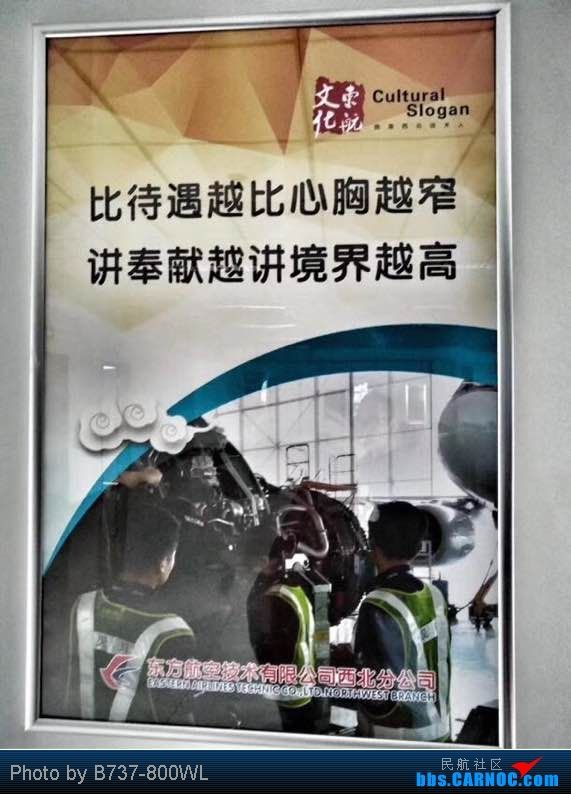 文东
化航
Cultural
Slogan
比待遇越比心胸越窄
讲奉献越讲境界越高
东方航空技术有限公司西北分公司
EASTERN AIRLINES TECHNIC CO.,LTD. NORTHWEST BRANCH
Photo by B737-800WL
民航社区
bbs.CARNOC.com